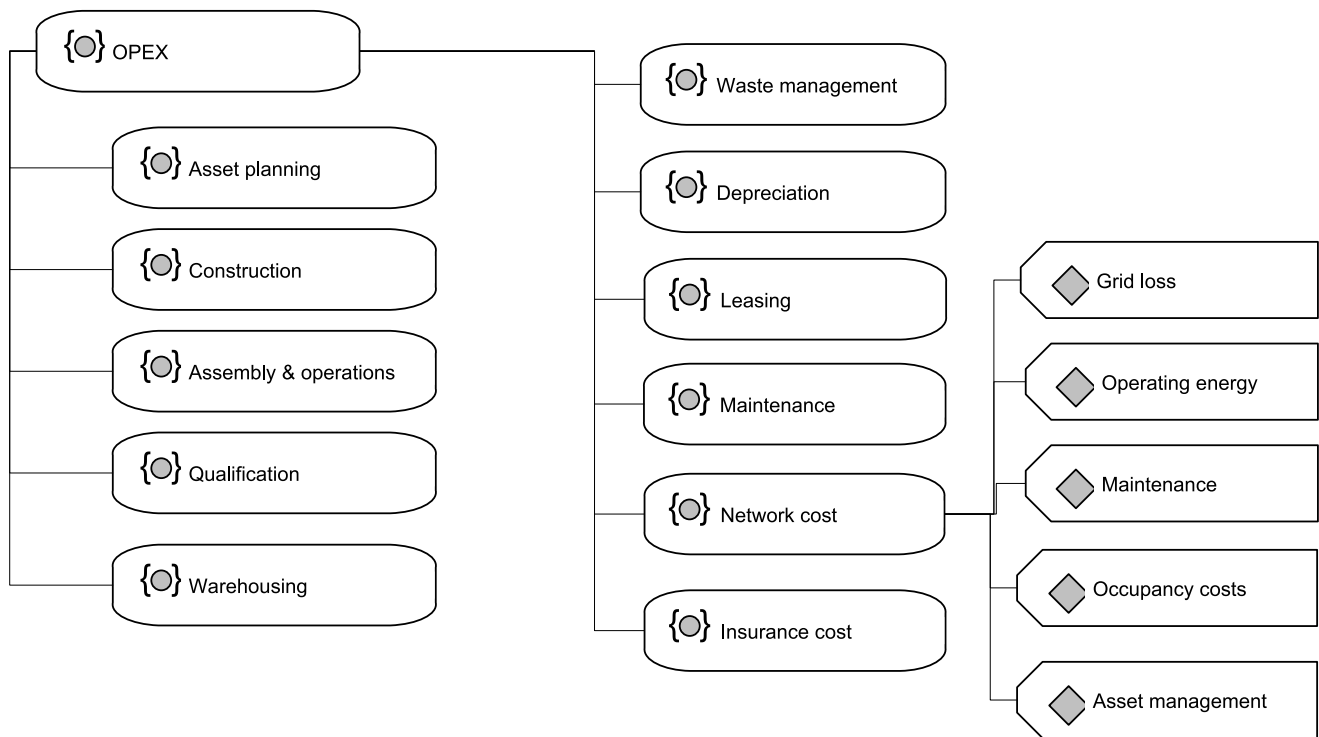 OPEX
Asset planning
Construction
Assembly & operations
Qualification
Warehousing
Waste management
Depreciation
Leasing
Maintenance
Network cost
Insurance cost
Grid loss
Operating energy
Maintenance
Occupancy costs
Asset management